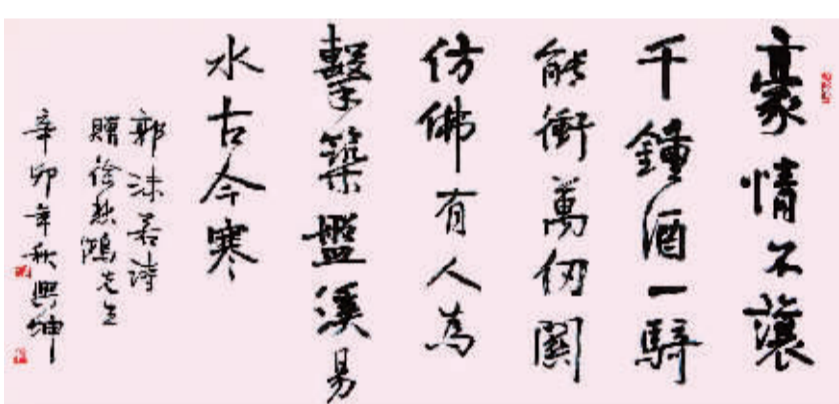 豪情不讓
千鐘酒一騎
能衝萬仞關
仿佛有人為
擊築盤溪易
水古今寒
郭沫若詩
贈徐悲鴻先生
辛卯年秋興